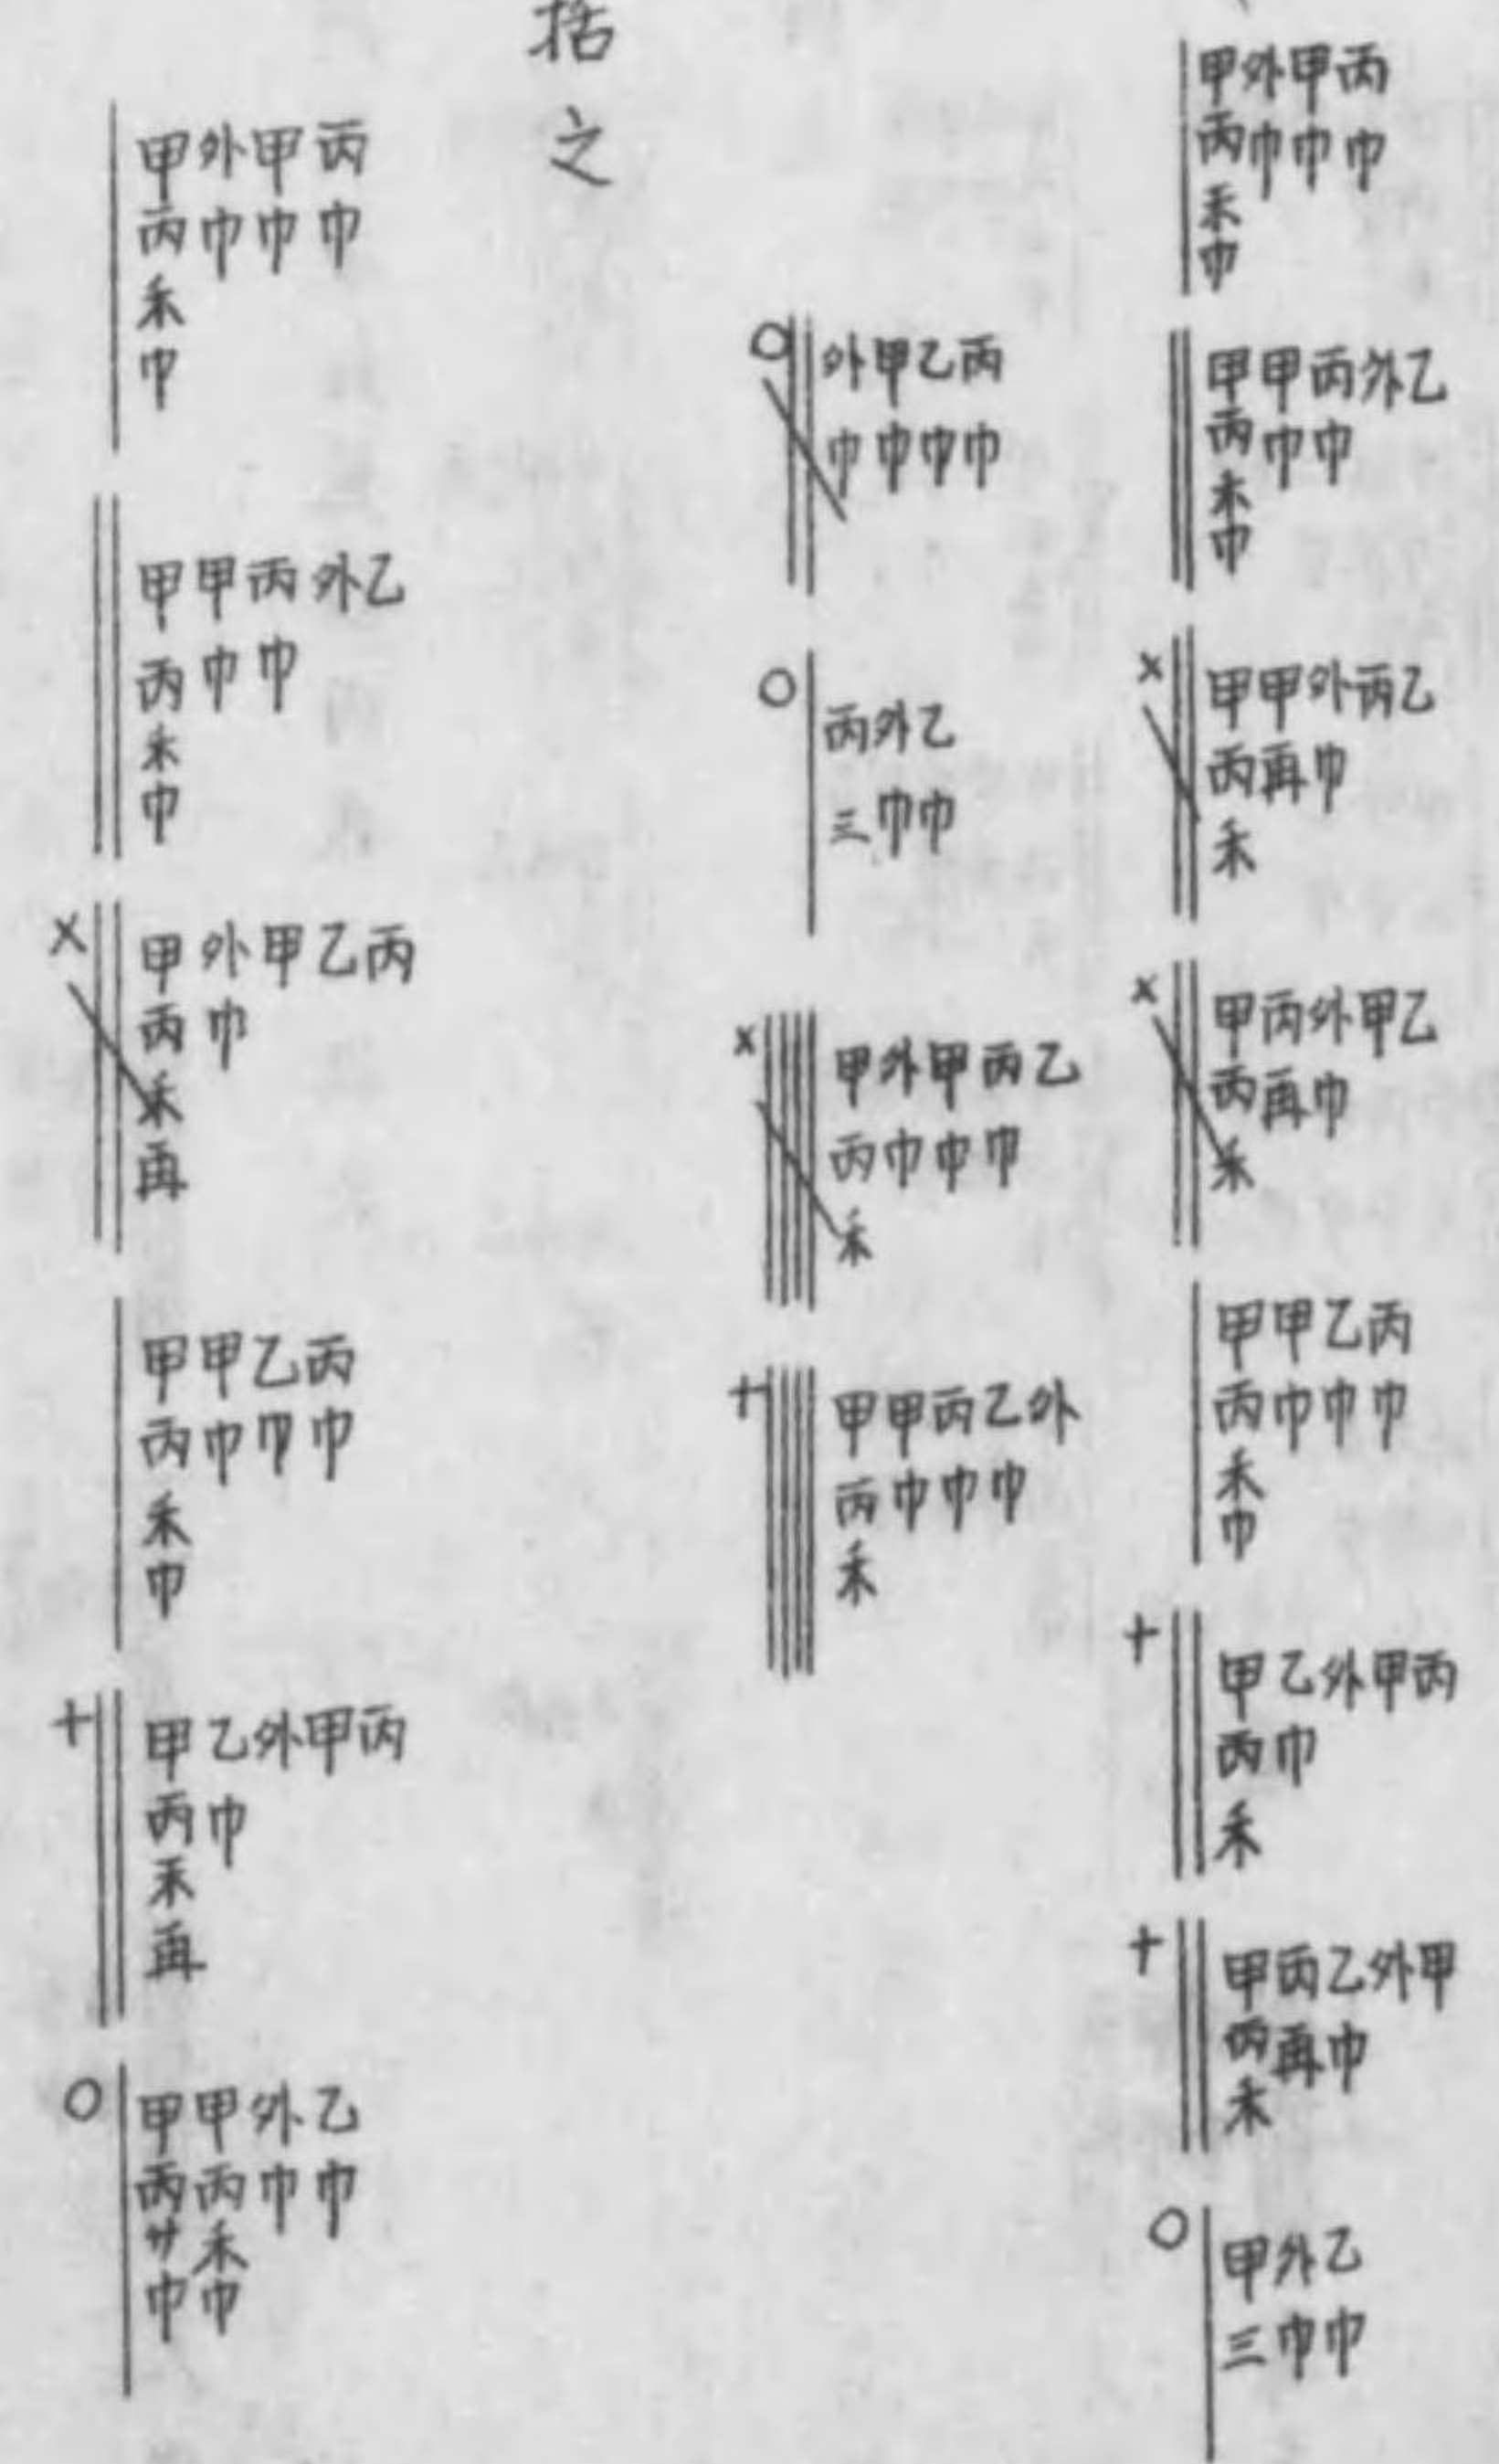 丙巾
甲巾
外巾
甲丙禾巾
乙
外
丙巾
甲巾
甲丙禾巾
乙
丙
外巾
甲再
甲丙禾
×
乙
甲
外巾
丙再
甲丙禾
×
丙巾
乙巾
甲巾
甲丙禾巾
丙
甲
外
乙巾
甲丙禾
+
甲
外
乙巾
丙再
甲丙禾
+
乙巾
外巾
甲三
○
丙巾
乙巾
甲巾
外巾
○
乙巾
外巾
丙三
○
乙
丙巾
甲巾
外巾
甲丙禾
×
外
乙巾
丙巾
甲巾
甲丙禾
+
括之
丙巾
甲巾
外巾
甲丙禾巾
乙
外
丙巾
甲巾
甲丙禾巾
丙
乙
甲
外巾
甲丙禾再
×
丙巾
乙巾
甲巾
甲丙禾巾
丙
甲
外
乙巾
甲丙禾再
+
乙巾
外巾
甲丙禾巾
甲丙廾巾
○